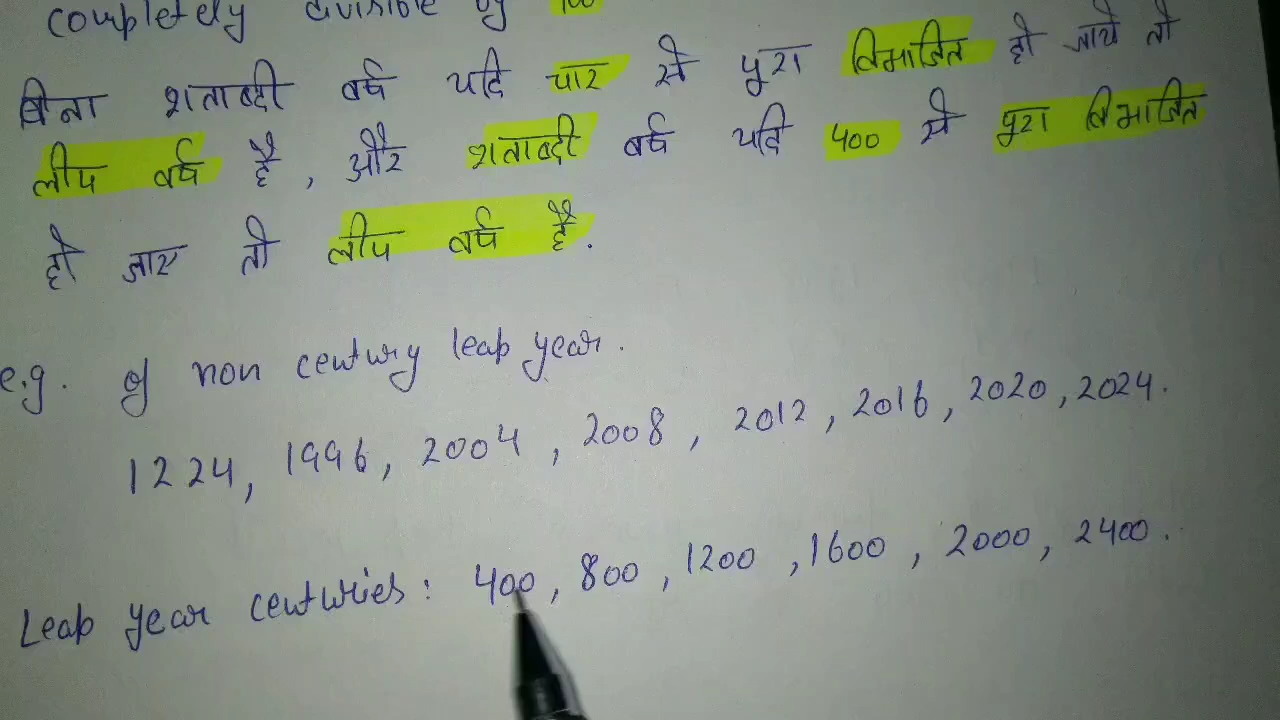 completely divisible by 100
बिना शताब्दी वर्ष यदि चार से पुरा विभाजित हो जाये तो
लीप वर्ष है, और शताब्दी वर्ष यदि 400 से पुरा विभाजित
हो जाए तो लीप वर्ष है.
e.g. of non century leap year.
1224, 1996, 2004, 2008, 2012, 2016, 2020, 2024.
Leap year centuries: 400, 800, 1200, 1600, 2000, 2400.